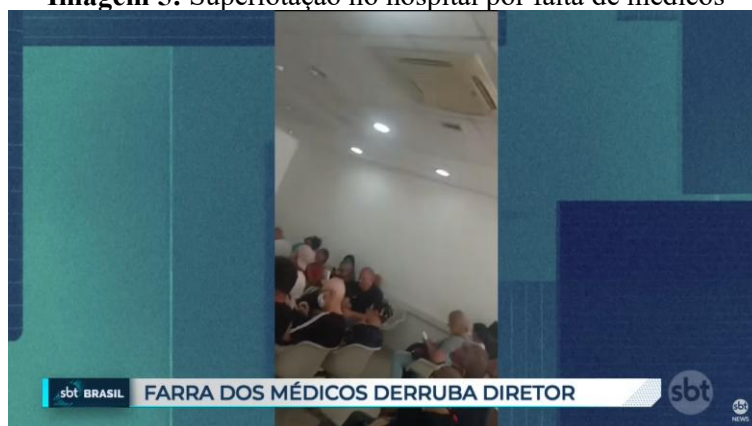 Imagem 3: Superlotação no hospital por falta de médicos
sbt BRASIL FARRA DOS MÉDICOS DERRUBA DIRETOR
sbt
sbt
NEWS